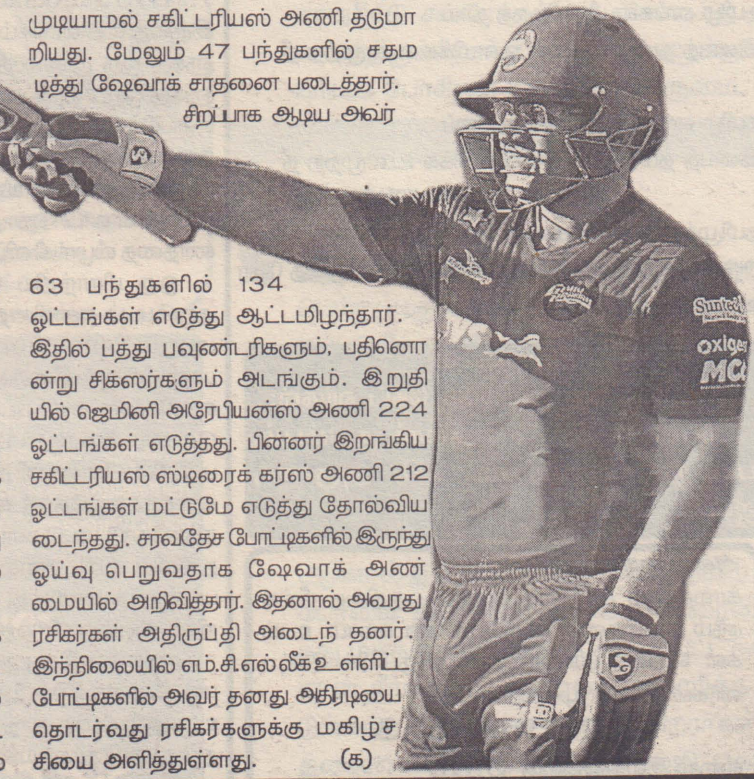 முடியாமல் சகிட்டரியஸ் அணி தடுமா
றியது. மேலும் 47 பந்துகளில் சதம
டித்து ஷேவாக் சாதனை படைத்தார்.
சிறப்பாக ஆடிய அவர்
63 பந்துகளில் 134
ஓட்டங்கள் எடுத்து ஆட்டமிழந்தார்.
இதில் பத்து பவுண்டரிகளும், பதினொ
ன்று சிக்ஸர்களும் அடங்கும். இறுதி
யில் ஜெமினி அரேபியன்ஸ் அணி 224
ஓட்டங்கள் எடுத்தது. பின்னர் இறங்கிய
சகிட்டரியஸ் ஸ்டிரைக் கர்ஸ் அணி 212
ஓட்டங்கள் மட்டுமே எடுத்து தோல்விய
டைந்தது. சர்வதேச போட்டிகளில் இருந்து
ஓய்வு பெறுவதாக ஷேவாக் அண்
மையில் அறிவித்தார். இதனால் அவரது
ரசிகர்கள் அதிருப்தி அடைந் தனர்.
இந்நிலையில் எம்.சி.எல் லீக் உள்ளிட்ட
போட்டிகளில் அவர் தனது அதிரடியை
தொடர்வது ரசிகர்களுக்கு மகிழ்ச
சியை அளித்துள்ளது. (க)
Suntec
oxige
MC